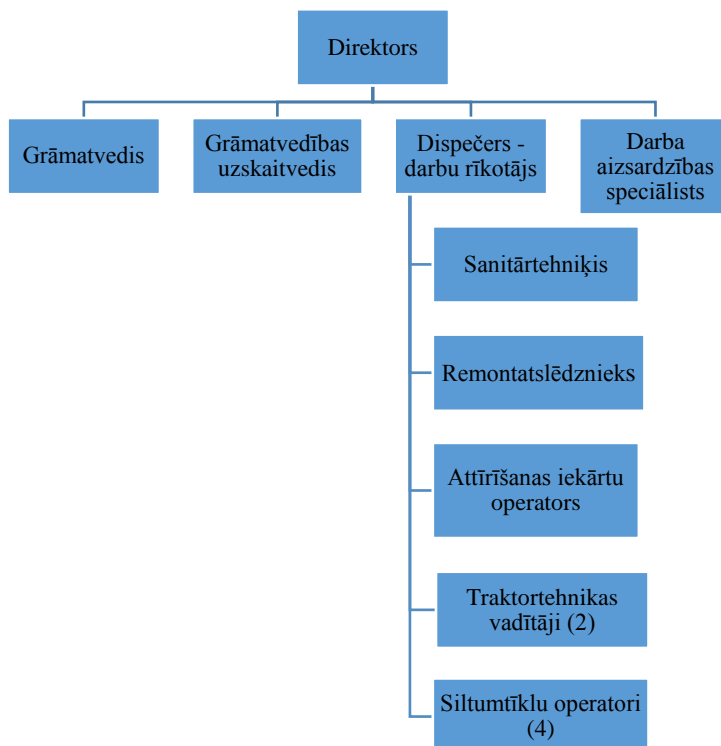 Direktors
Grāmatvedis
Grāmatvedības
uzskaitvedis
Dispečers -
darbu rīkotājs
Darba
aizsardzības
speciālists
Sanitārtehniķis
Remontatslēdznieks
Attīrīšanas iekārtu
operators
Traktortehnikas
vadītāji (2)
Siltumtīklu operatori
(4)